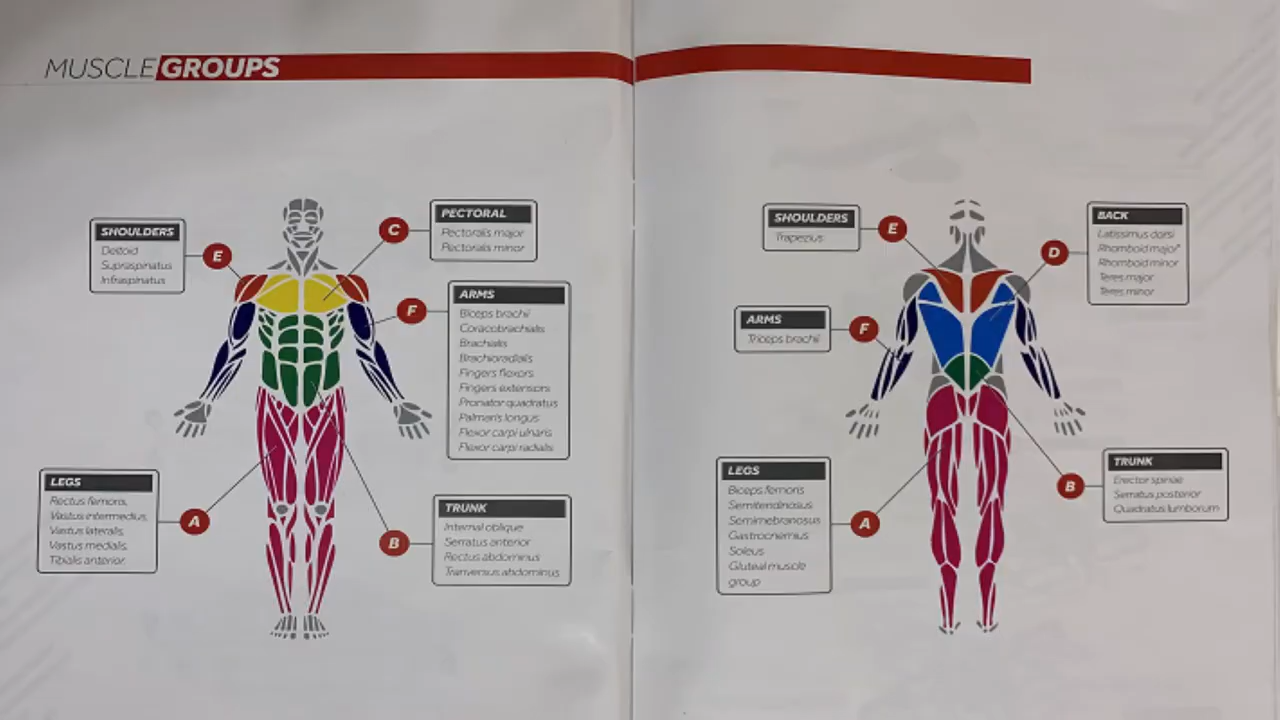 MUSCLEGROUPS
SHOULDERS
Deltoid
Supraspinatus
Infraspinatus
E
C
PECTORAL
Pectoralis major
Pectoralis minor
F
ARMS
Biceps brachii
Coracobrachialis
Brachialis
Brachioradialis
Fingers flexors
Fingers extensors
Pronator quadratus
Palmaris longus
Flexor carpi ulnaris
Flexor carpi radialis
LEGS
Rectus femoris,
Vastus intermedius,
Vastus lateralis,
Vastus medialis,
Tibialis anterior,
A
B
TRUNK
Internal oblique
Serratus anterior
Rectus abdominus
Tranversus abdominus
SHOULDERS
Trapezius
E
D
BACK
Latissimus dorsi
Rhomboid major"
Rhomboid minor
Teres major
Teres minor
ARMS
Triceps brachii
F
LEGS
Biceps femoris
Semitendinosus
Semimebranosus
Gastrocnemius
Soleus
Gluteal muscle
group
A
B
TRUNK
Erector spinae
Serratus posterior
Quadratus lumborum